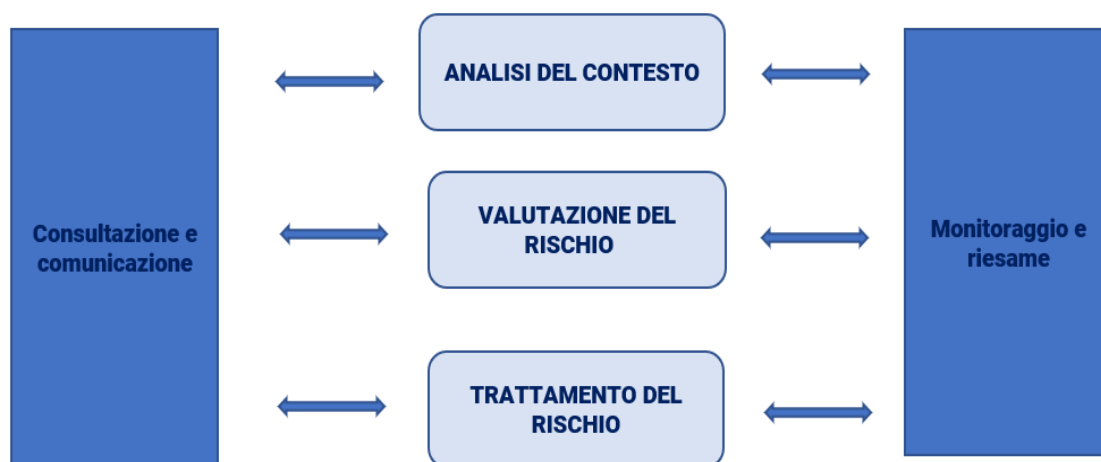 ANALISI DEL CONTESTO
Consultazione e
comunicazione
VALUTAZIONE DEL
RISCHIO
Monitoraggio e
riesame
TRATTAMENTO DEL
RISCHIO